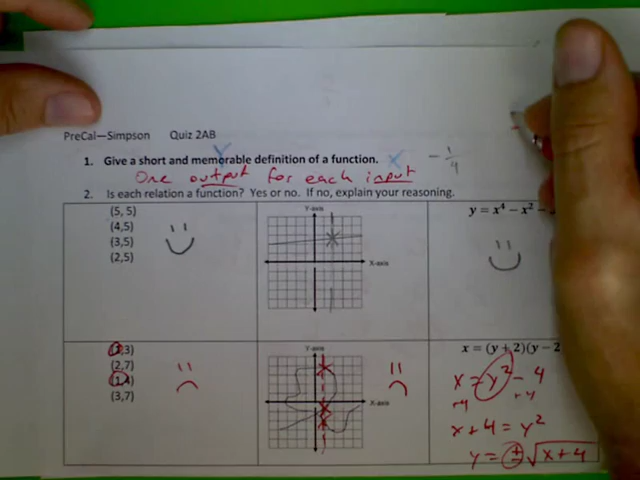 PreCal—Simpson Quiz 2AB
1. Give a short and memorable definition of a function.
One output for each input
2. Is each relation a function? Yes or no. If no, explain your reasoning.
(5, 5)
(4,5)
(3,5)
(2,5)
Y-axis
X-axis
y = x⁴ − x² −
(2,7)
(1,4)
(3,7)
Y-axis
X-axis
x = (y + 2)(y − 2
x = y² − 4
+4 +4
x + 4 = y²
y = ± √x + 4